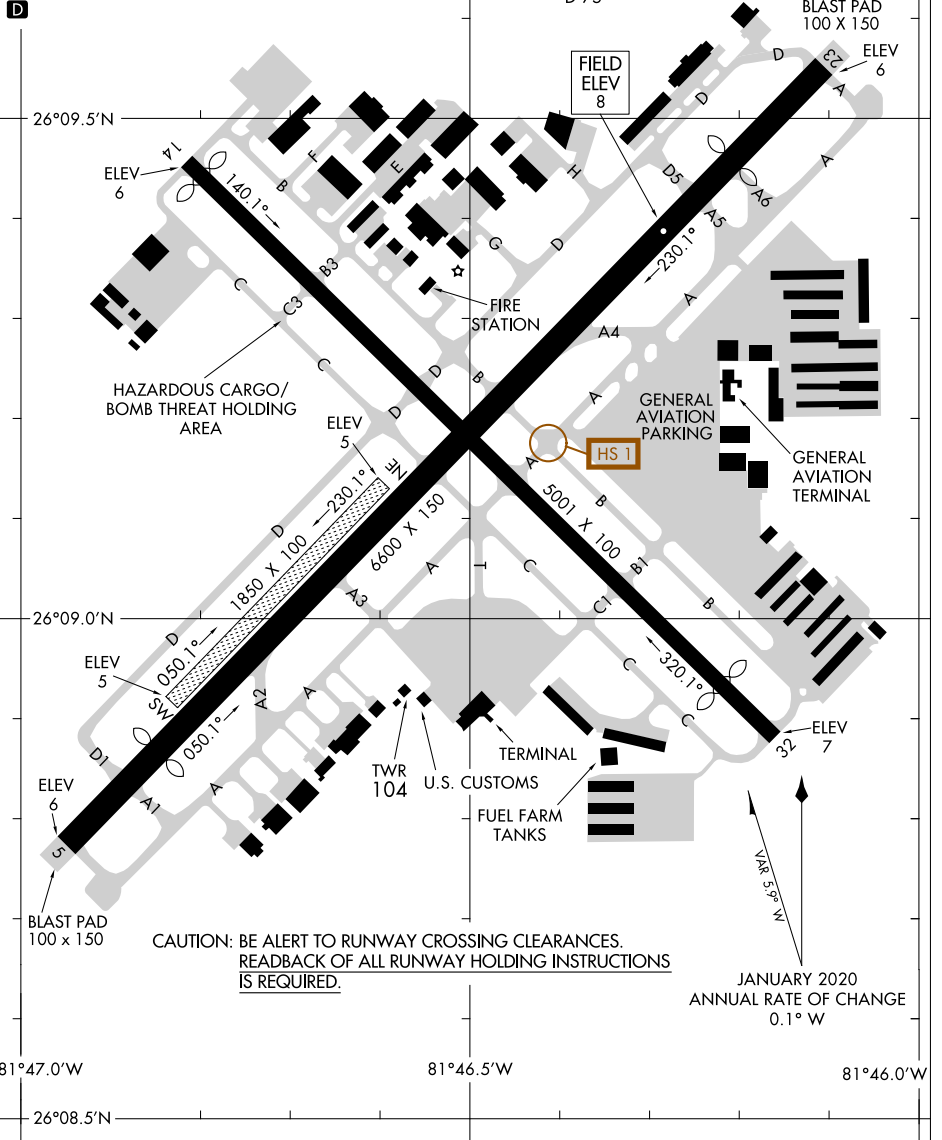 D
D-75
BLAST PAD
100 X 150
ELEV
6
23
FIELD
ELEV
8
D
A
26°09.5'N
14
ELEV
6
140.1°
B
F
E
H
D
D5
A
A6
A5
G
D
230.1°
A
C
B3
C3
FIRE
STATION
A4
C
D
B
HAZARDOUS CARGO/
BOMB THREAT HOLDING
AREA
D
A
GENERAL
AVIATION
PARKING
ELEV
5
HS 1
A
GENERAL
AVIATION
TERMINAL
NE
230.1°
B
5001 X 100
D
6600 X 150
1850 X 100
A
T
C
B1
A3
C1
B
26°09.0'N
D
050.1°
ELEV
5
C
320.1°
SW
A2
A
050.1°
C
ELEV
7
32
D1
TERMINAL
TWR
104
U.S. CUSTOMS
A
A1
ELEV
6
FUEL FARM
TANKS
5
VAR 5.9° W
BLAST PAD
100 x 150
CAUTION: BE ALERT TO RUNWAY CROSSING CLEARANCES.
READBACK OF ALL RUNWAY HOLDING INSTRUCTIONS
IS REQUIRED.
JANUARY 2020
ANNUAL RATE OF CHANGE
0.1° W
81°47.0'W
81°46.5'W
81°46.0'W
26°08.5'N